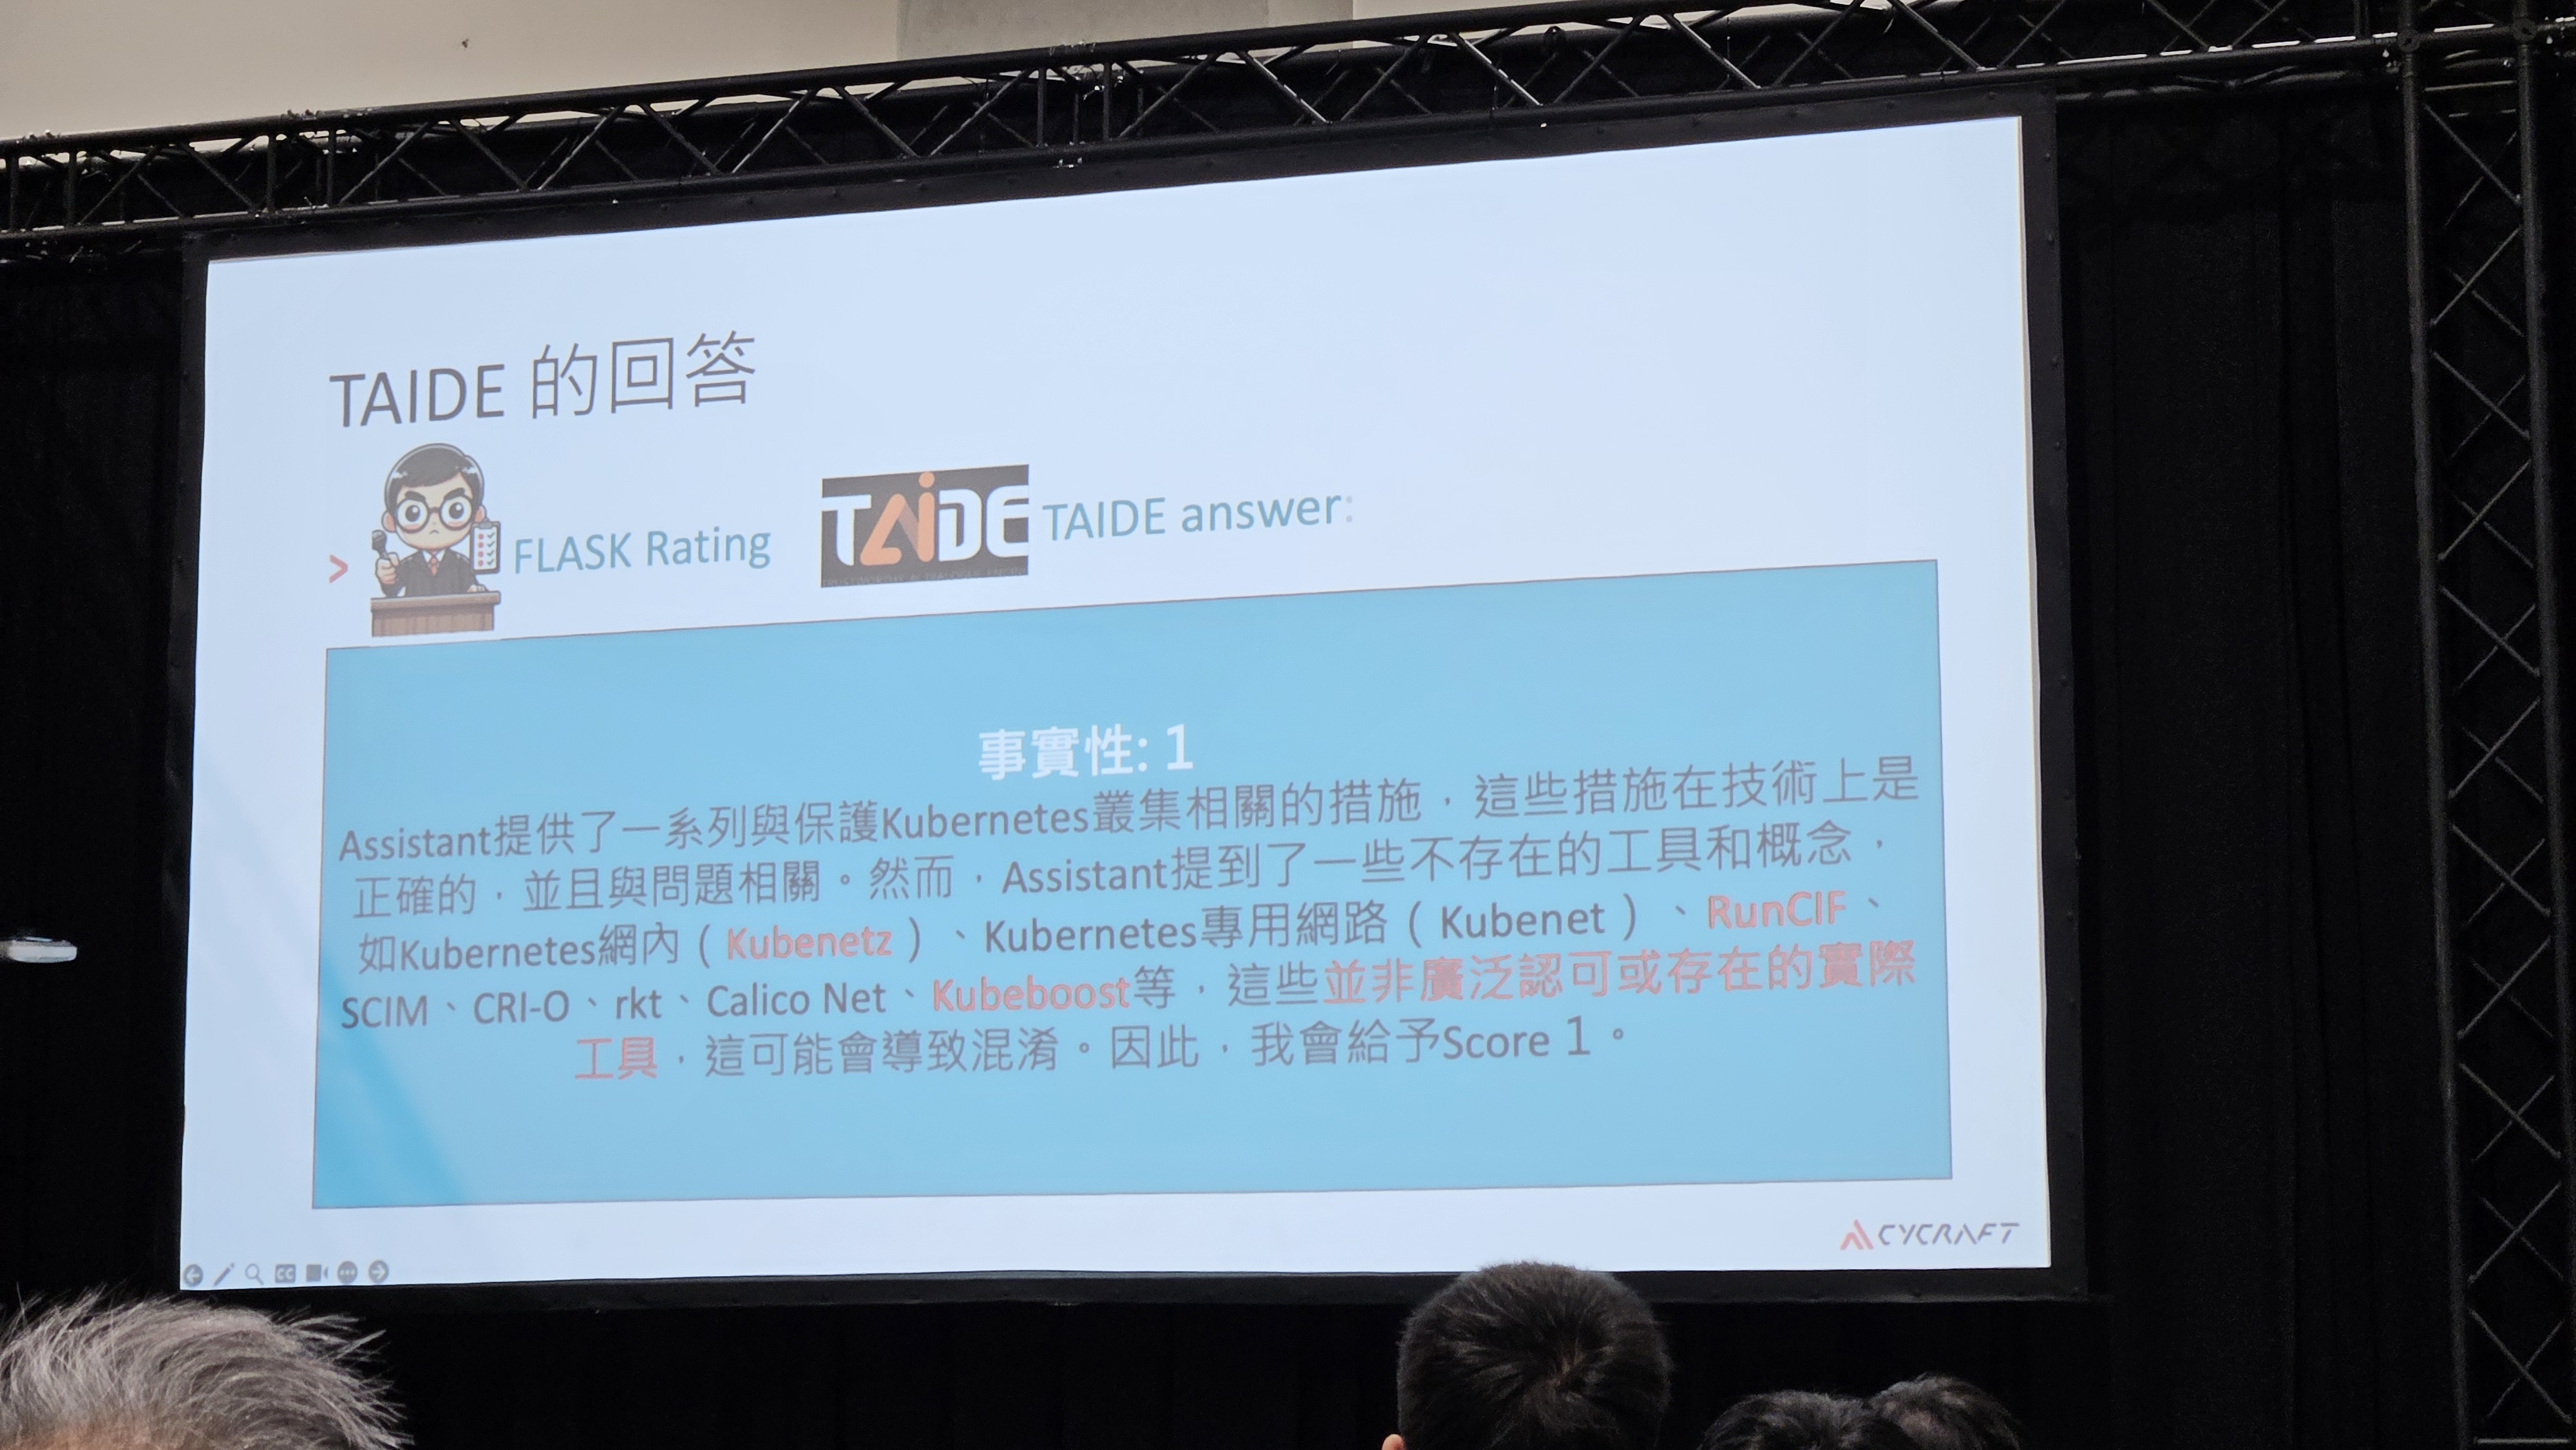 TAIDE 的回答
> FLASK Rating
TAIDE
TAIDE answer:
事實性: 1
Assistant提供了一系列與保護Kubernetes叢集相關的措施，這些措施在技術上是
正確的，並且與問題相關。然而，Assistant提到了一些不存在的工具和概念，
如Kubernetes網內（Kubenetz）、Kubernetes專用網路（Kubenet）、RunCIF、
SCIM、CRI-O、rkt、Calico Net、Kubeboost等，這些並非廣泛認可或存在的實際
工具，這可能會導致混淆。因此，我會給予Score 1。
CYCRAFT
CC